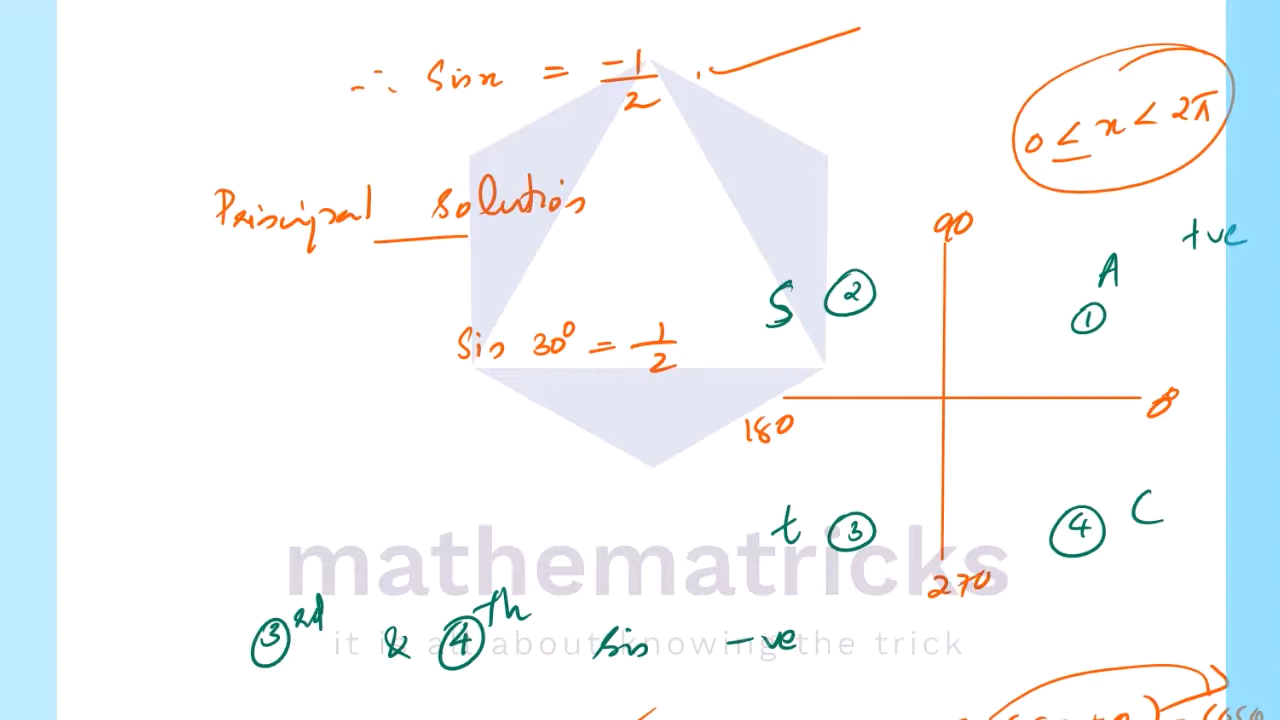 ∴ sin x = -1/2
0 ≤ x < 2π
Principal solution
90
+ve
A
S ② ①
sin 30° = 1/2
0
180
t ③ ④ C
mathematricks
270
③rd & ④th sin -ve
it is all about knowing the trick